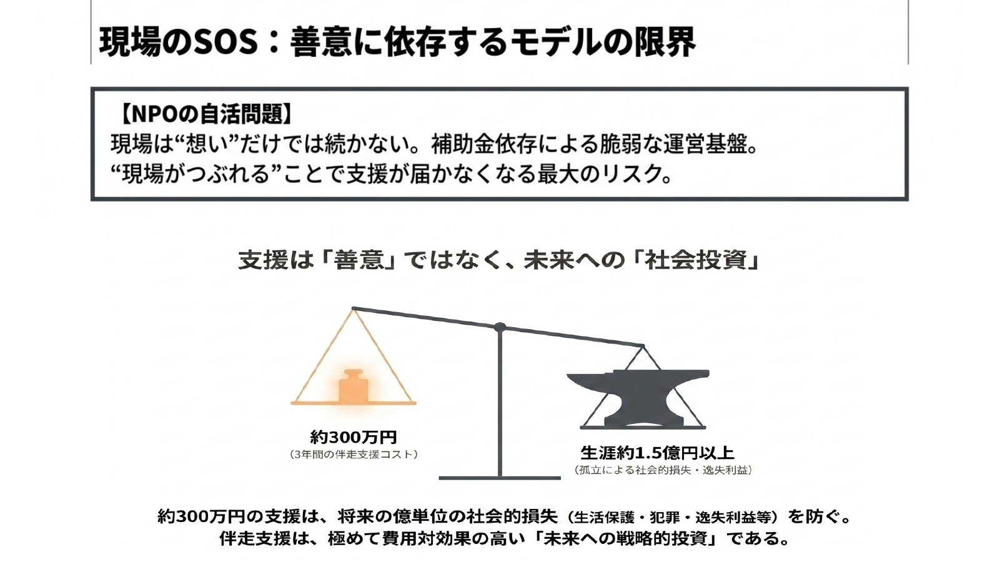 現場のSOS：善意に依存するモデルの限界
【NPOの自活問題】
現場は“想い”だけでは続かない。補助金依存による脆弱な運営基盤。
“現場がつぶれる”ことで支援が届かなくなる最大のリスク。
支援は「善意」ではなく、未来への「社会投資」
約300万円
（3年間の伴走支援コスト）
生涯約1.5億円以上
（孤立による社会的損失・逸失利益）
約300万円の支援は、将来の億単位の社会的損失（生活保護・犯罪・逸失利益等）を防ぐ。
伴走支援は、極めて費用対効果の高い「未来への戦略的投資」である。